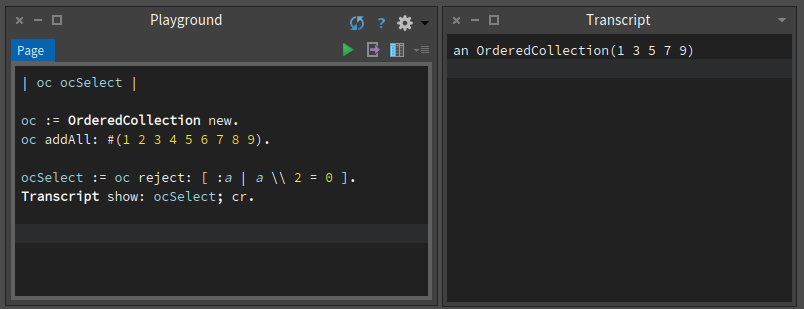 Playground
?
Page
| oc ocSelect |
oc := OrderedCollection new.
oc addAll: #(1 2 3 4 5 6 7 8 9).
ocSelect := oc reject: [ :a | a \\ 2 = 0 ].
Transcript show: ocSelect; cr.
Transcript
an OrderedCollection(1 3 5 7 9)